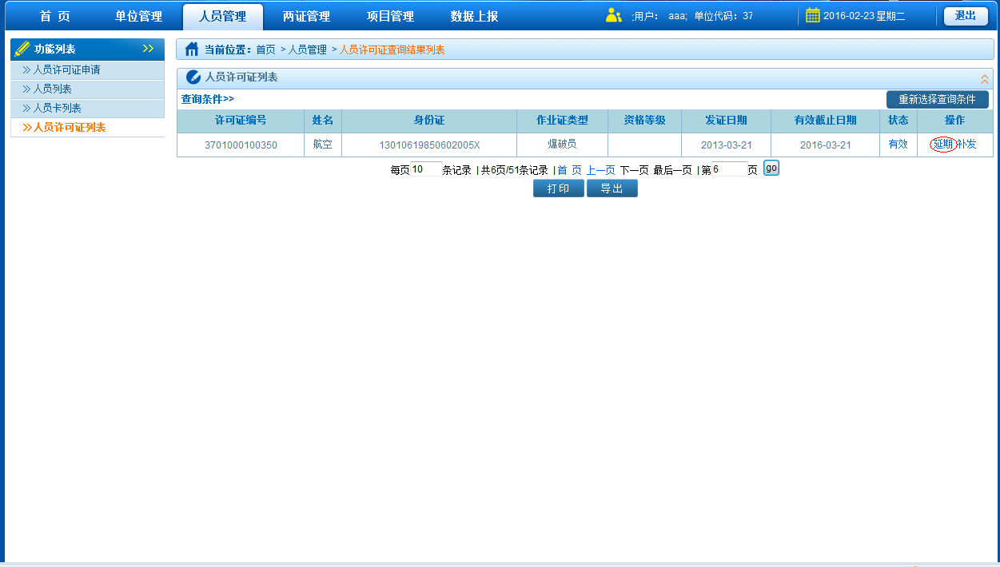 首 页 单位管理 人员管理 两证管理 项目管理 数据上报 :用户： aaa; 单位代码：37 2016-02-23 星期二 退出
功能列表 >>
>> 人员许可证申请
>> 人员列表
>> 人员卡列表
>> 人员许可证列表
当前位置：首页 > 人员管理 > 人员许可证查询结果列表
人员许可证列表
查询条件>> 重新选择查询条件
许可证编号 姓名 身份证 作业证类型 资格等级 发证日期 有效截止日期 状态 操作
3701000100350 航空 13010619850602005X 爆破员 2013-03-21 2016-03-21 有效 延期 补发
每页 10 条记录 | 共6页/51条记录 | 首 页 上一页 下一页 最后一页 | 第 6 页 go
打 印 导 出